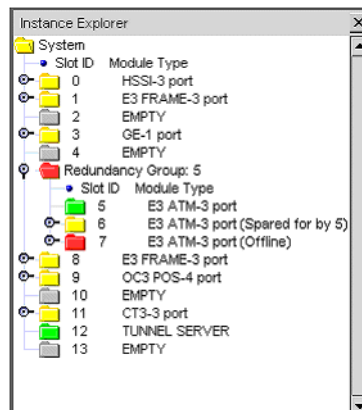 Instance Explorer
System
Slot ID Module Type
0 HSSI-3 port
1 E3 FRAME-3 port
2 EMPTY
3 GE-1 port
4 EMPTY
Redundancy Group: 5
Slot ID Module Type
5 E3 ATM-3 port
6 E3 ATM-3 port (Spared for by 5)
7 E3 ATM-3 port (Offline)
8 E3 FRAME-3 port
9 OC3 POS-4 port
10 EMPTY
11 CT3-3 port
12 TUNNEL SERVER
13 EMPTY